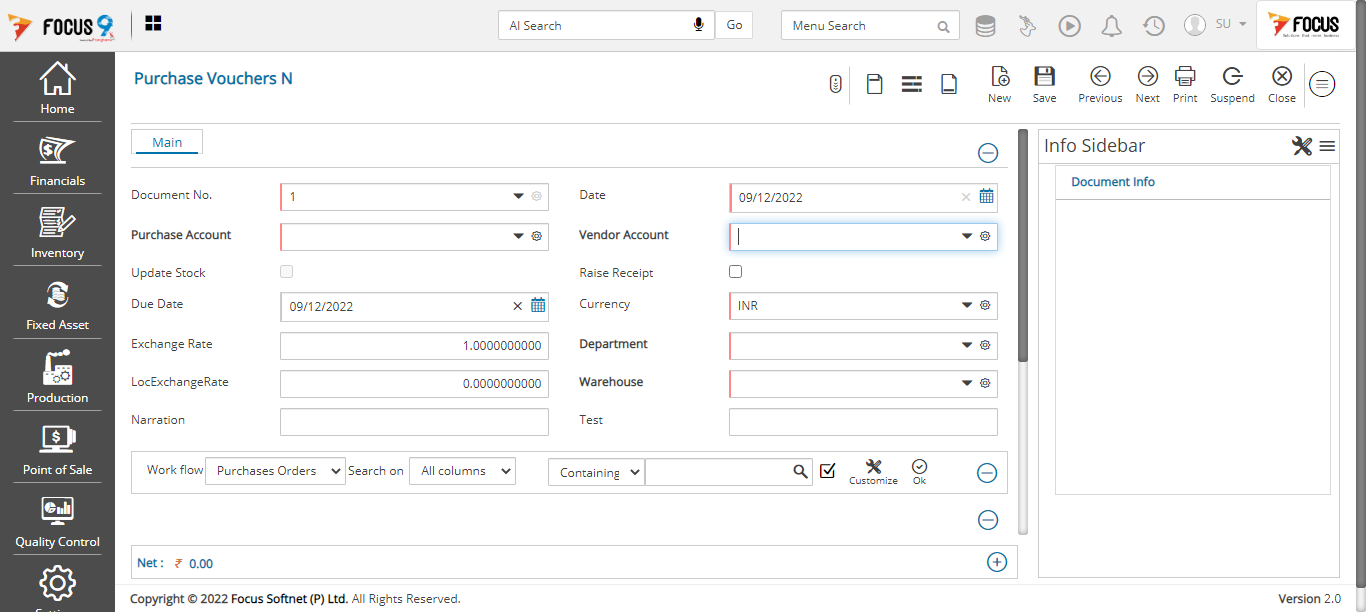 FOCUS 9
AI Search
Go
Menu Search
SU
FOCUS
Home
Financials
Inventory
Fixed Asset
Production
Point of Sale
Quality Control
Purchase Vouchers N
New
Save
Previous
Next
Print
Suspend
Close
Main
Document No.
1
Date
09/12/2022
Purchase Account
Vendor Account
Update Stock
Raise Receipt
Due Date
09/12/2022
Currency
INR
Exchange Rate
1.0000000000
Department
LocExchangeRate
0.0000000000
Warehouse
Narration
Test
Work flow
Purchases Orders
Search on
All columns
Containing
Customize
Ok
Net : ₹ 0.00
Info Sidebar
Document Info
Copyright © 2022 Focus Softnet (P) Ltd. All Rights Reserved.
Version 2.0